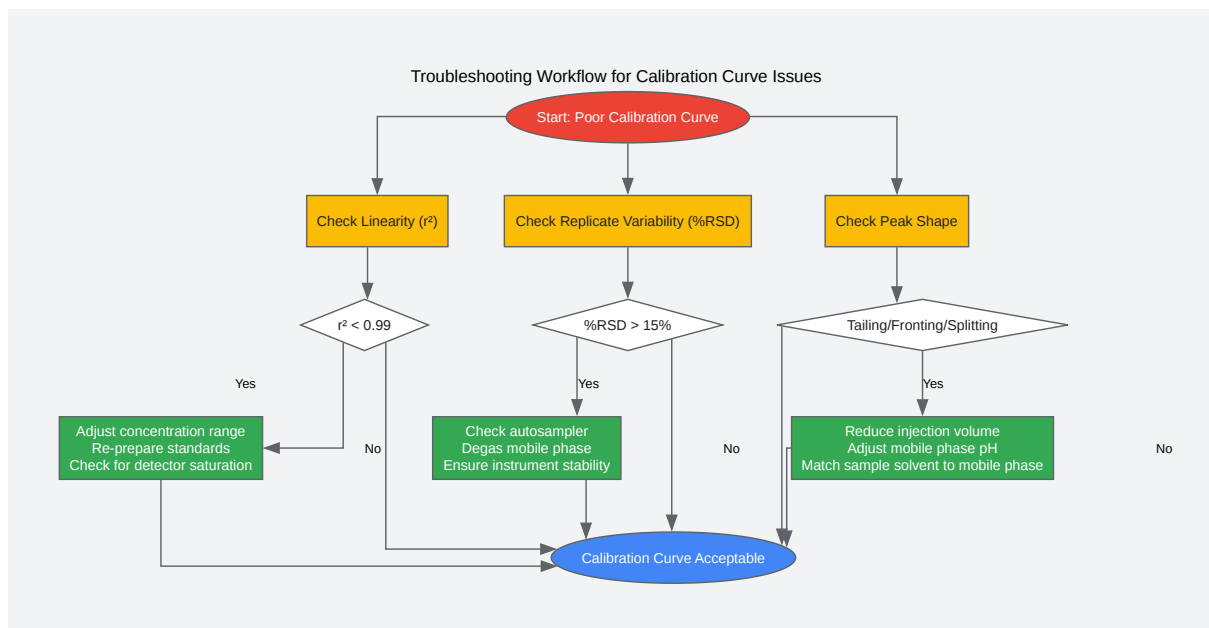 Troubleshooting Workflow for Calibration Curve Issues
Start: Poor Calibration Curve
Check Linearity (r²)
Check Replicate Variability (%RSD)
Check Peak Shape
r² < 0.99
%RSD > 15%
Tailing/Fronting/Splitting
Yes
Yes
Yes
Adjust concentration range
Re-prepare standards
Check for detector saturation
No
Check autosampler
Degas mobile phase
Ensure instrument stability
No
Reduce injection volume
Adjust mobile phase pH
Match sample solvent to mobile phase
No
Calibration Curve Acceptable